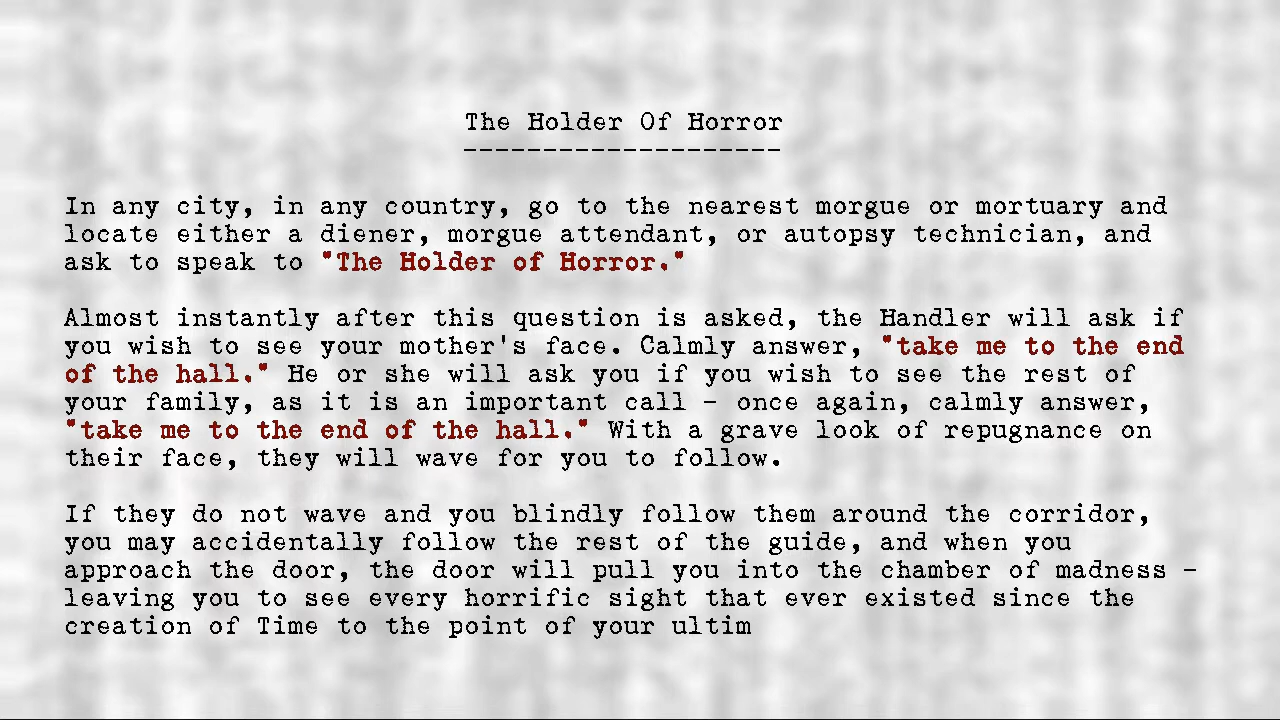 The Holder Of Horror
--------------------
In any city, in any country, go to the nearest morgue or mortuary and
locate either a diener, morgue attendant, or autopsy technician, and
ask to speak to "The Holder of Horror."
Almost instantly after this question is asked, the Handler will ask if
you wish to see your mother's face. Calmly answer, "take me to the end
of the hall." He or she will ask you if you wish to see the rest of
your family, as it is an important call - once again, calmly answer,
"take me to the end of the hall." With a grave look of repugnance on
their face, they will wave for you to follow.
If they do not wave and you blindly follow them around the corridor,
you may accidentally follow the rest of the guide, and when you
approach the door, the door will pull you into the chamber of madness -
leaving you to see every horrific sight that ever existed since the
creation of Time to the point of your ultim